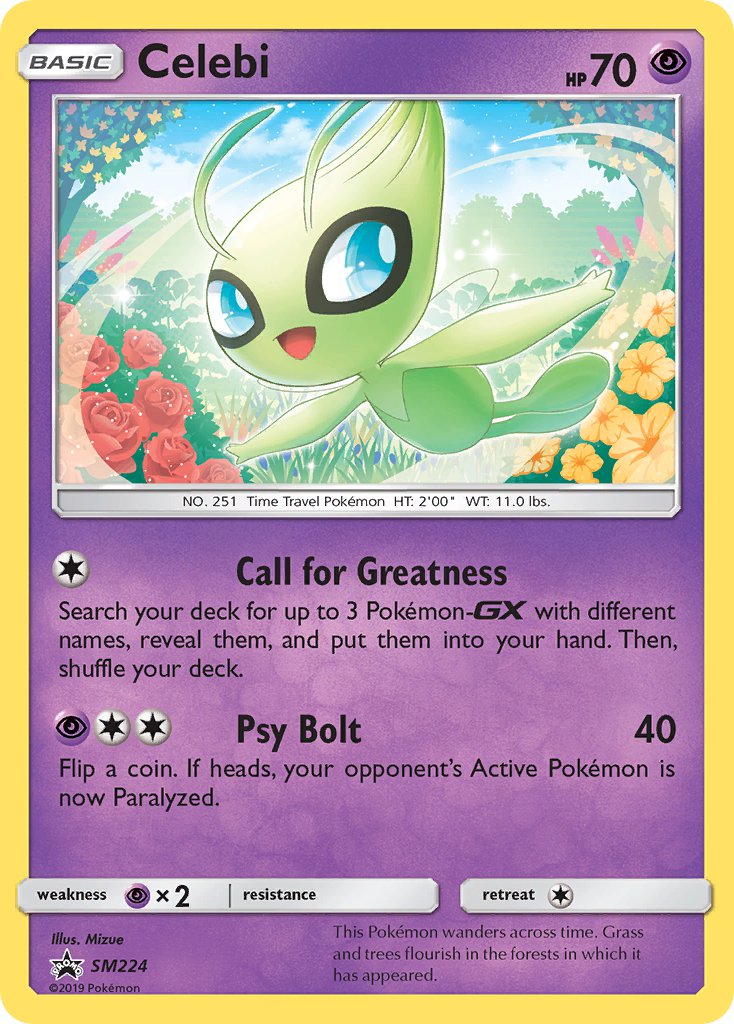 BASIC
Celebi
HP 70
NO. 251 Time Travel Pokémon HT: 2'00" WT: 11.0 lbs.
Call for Greatness
Search your deck for up to 3 Pokémon-GX with different
names, reveal them, and put them into your hand. Then,
shuffle your deck.
Psy Bolt 40
Flip a coin. If heads, your opponent's Active Pokémon is
now Paralyzed.
weakness ×2 resistance retreat
Illus. Mizue
This Pokémon wanders across time. Grass
and trees flourish in the forests in which it
has appeared.
PROMO SM224
©2019 Pokémon